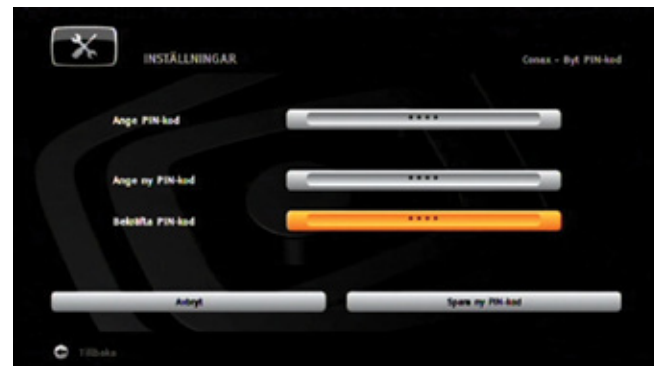 INSTÄLLNINGAR
Conax - Byt PIN-kod
Ange PIN-kod
****
Ange ny PIN-kod
****
Bekräfta PIN-kod
****
Avbryt
Spara ny PIN-kod
Tillbaka